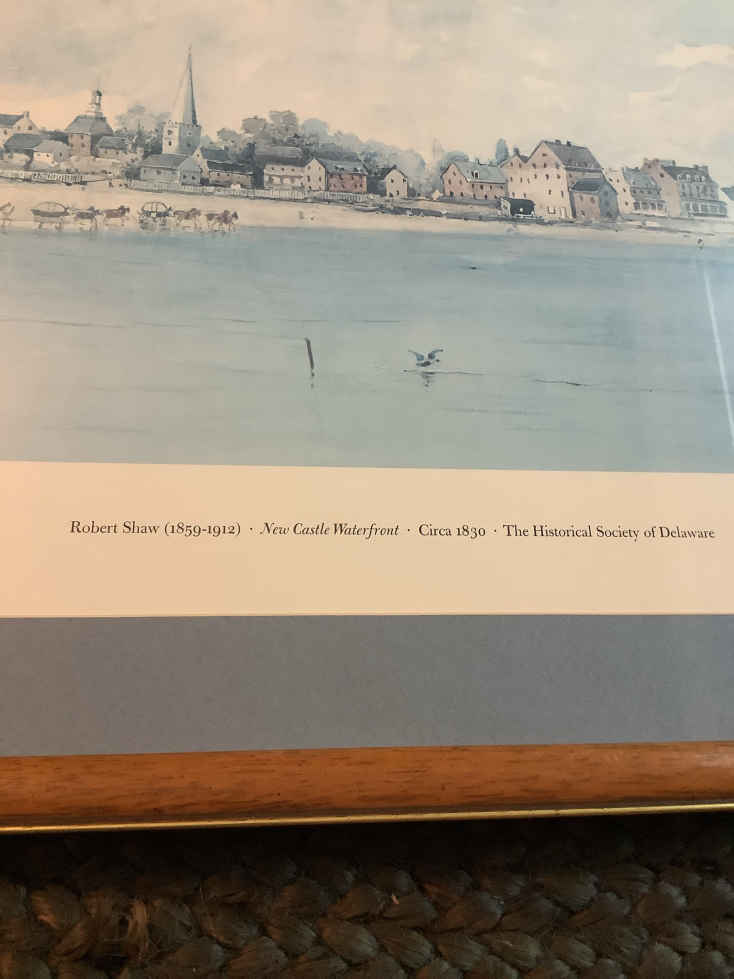 Robert Shaw (1859-1912) · New Castle Waterfront · Circa 1830 · The Historical Society of Delaware